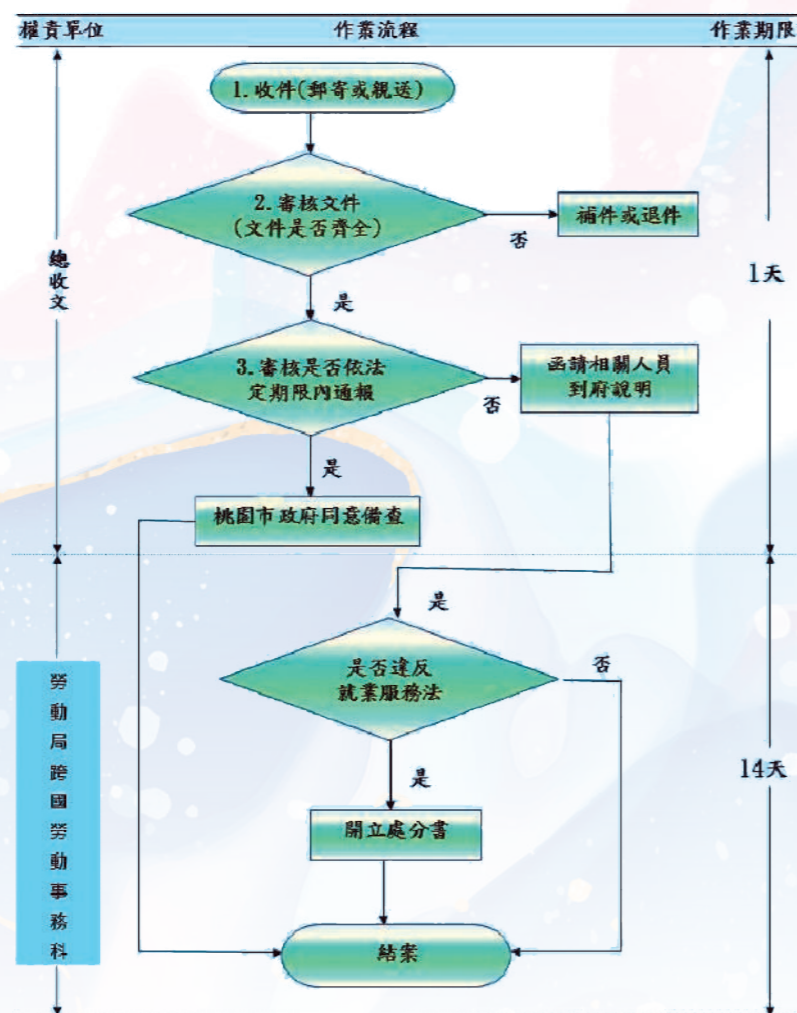 權責單位 作業流程 作業期限
1.收件(郵寄或親送)
2.審核文件
(文件是否齊全)
否
補件或退件
是
總收文
1天
3.審核是否依法
定期限內通報
否
函請相關人員
到府說明
是
桃園市政府同意備查
是
是否違反
就業服務法
否
是
勞動局跨國勞動事務科
14天
開立處分書
結案